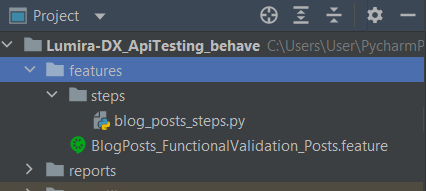 Project
Lumira-DX_ApiTesting_behave C:\Users\User\PycharmP
features
steps
blog_posts_steps.py
BlogPosts_FunctionalValidation_Posts.feature
reports